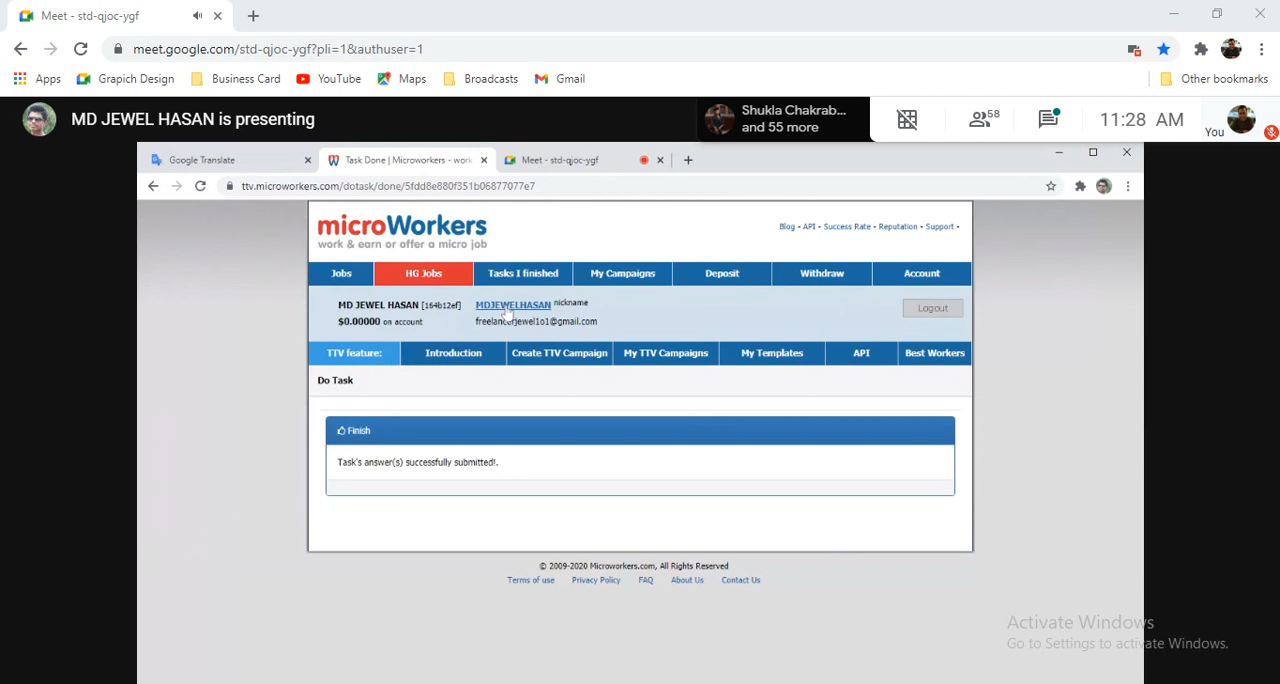 Meet - std-qjoc-ygf
meet.google.com/std-qjoc-ygf?pli=1&authuser=1
Apps Grapich Design Business Card YouTube Maps Broadcasts Gmail Other bookmarks
MD JEWEL HASAN is presenting
Shukla Chakrab...
and 55 more
58
11:28 AM
You
Google Translate Task Done | Microworkers - work Meet - std-qjoc-ygf
ttv.microworkers.com/dotask/done/5fdd8e880f351b06877077e7
microWorkers
work & earn or offer a micro job
Blog - API - Success Rate - Reputation - Support -
Jobs HG Jobs Tasks I finished My Campaigns Deposit Withdraw Account
MD JEWEL HASAN [164b12ef] MDJEWELHASAN nickname
$0.00000 on account freelancerjewel1o1@gmail.com
Logout
TTV feature: Introduction Create TTV Campaign My TTV Campaigns My Templates API Best Workers
Do Task
Finish
Task's answer(s) successfully submitted!.
© 2009-2020 Microworkers.com, All Rights Reserved
Terms of use Privacy Policy FAQ About Us Contact Us
Activate Windows
Go to Settings to activate Windows.